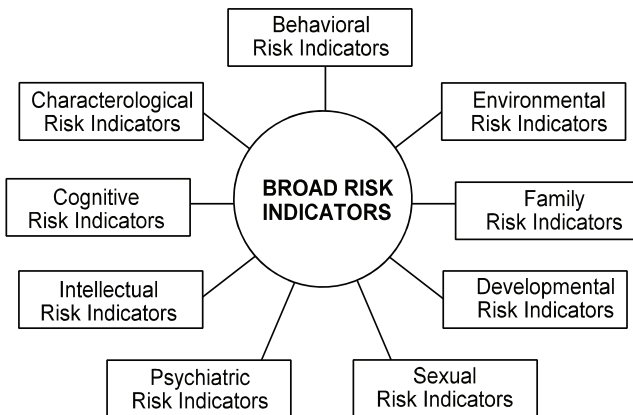 Behavioral
Risk Indicators
Characterological
Risk Indicators
Environmental
Risk Indicators
BROAD RISK
INDICATORS
Cognitive
Risk Indicators
Family
Risk Indicators
Intellectual
Risk Indicators
Developmental
Risk Indicators
Psychiatric
Risk Indicators
Sexual
Risk Indicators